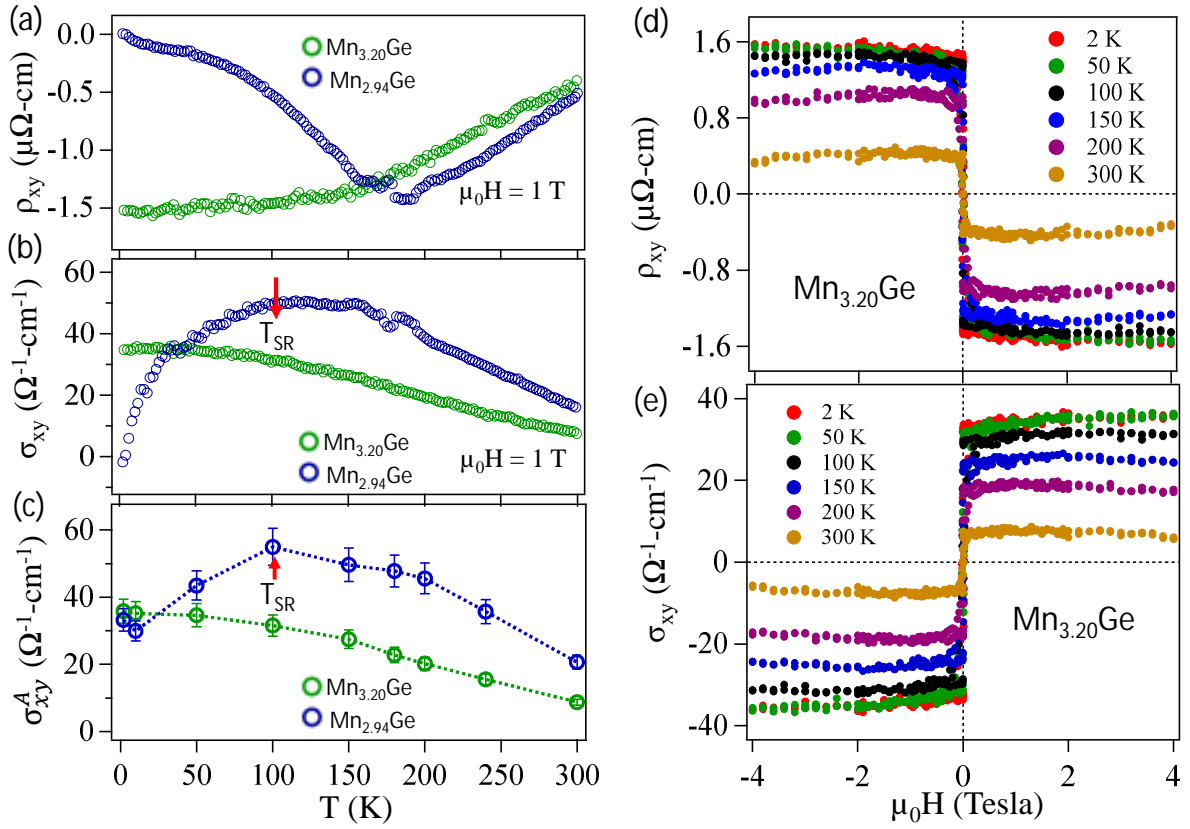 (a)
0.0
-0.5
-1.0
-1.5
ρxy (μΩ-cm)
Mn3.20Ge
Mn2.94Ge
μ0H = 1 T
(b)
60
40
20
0
σxy (Ω-1-cm-1)
TSR
Mn3.20Ge
Mn2.94Ge
μ0H = 1 T
(c)
60
40
20
0
σAxy (Ω-1-cm-1)
TSR
Mn3.20Ge
Mn2.94Ge
0 50 100 150 200 250 300
T (K)
(d)
1.6
0.8
0.0
-0.8
-1.6
ρxy (μΩ-cm)
2 K
50 K
100 K
150 K
200 K
300 K
Mn3.20Ge
(e)
40
20
0
-20
-40
σxy (Ω-1-cm-1)
2 K
50 K
100 K
150 K
200 K
300 K
Mn3.20Ge
-4 -2 0 2 4
μ0H (Tesla)